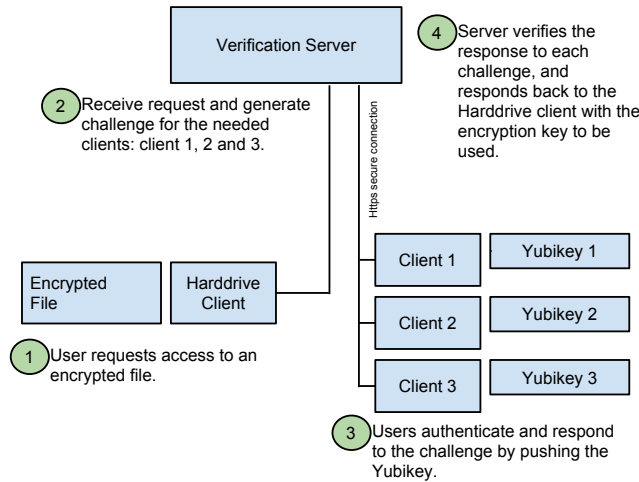 Verification Server
4
Server verifies the
response to each
challenge, and
responds back to the
Harddrive client with the
encryption key to be
used.
2
Receive request and generate
challenge for the needed
clients: client 1, 2 and 3.
Https secure connection
Encrypted
File
Harddrive
Client
Client 1
Yubikey 1
Client 2
Yubikey 2
Client 3
Yubikey 3
1
User requests access to an
encrypted file.
3
Users authenticate and respond
to the challenge by pushing the
Yubikey.